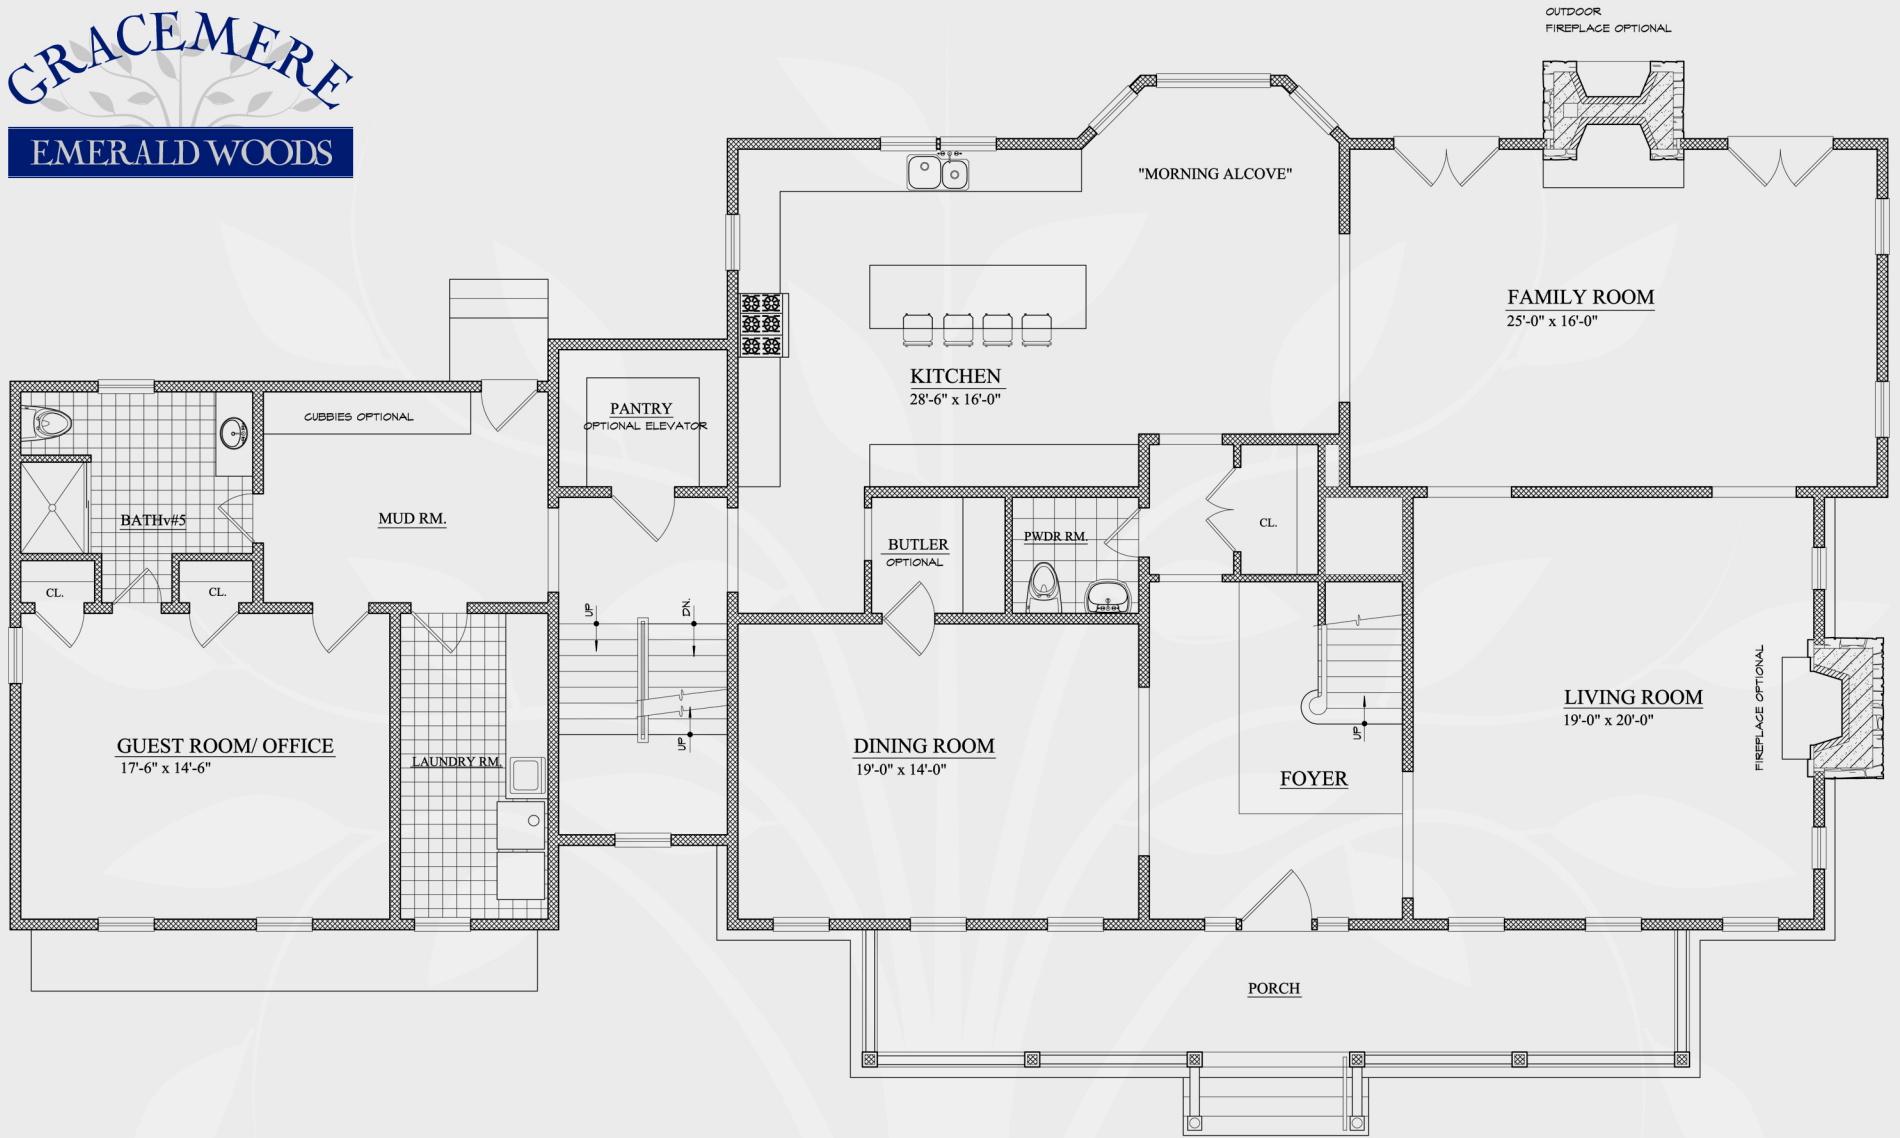 GRACEMERE
EMERALD WOODS
OUTDOOR
FIREPLACE OPTIONAL
"MORNING ALCOVE"
FAMILY ROOM
25'-0" x 16'-0"
KITCHEN
28'-6" x 16'-0"
PANTRY
OPTIONAL ELEVATOR
CUBBIES OPTIONAL
BATHv#5
MUD RM.
CL.
CL.
CL.
BUTLER
OPTIONAL
PWDR RM.
UP
DN.
UP
UP
GUEST ROOM/ OFFICE
17'-6" x 14'-6"
LAUNDRY RM.
DINING ROOM
19'-0" x 14'-0"
FOYER
LIVING ROOM
19'-0" x 20'-0"
FIREPLACE OPTIONAL
PORCH